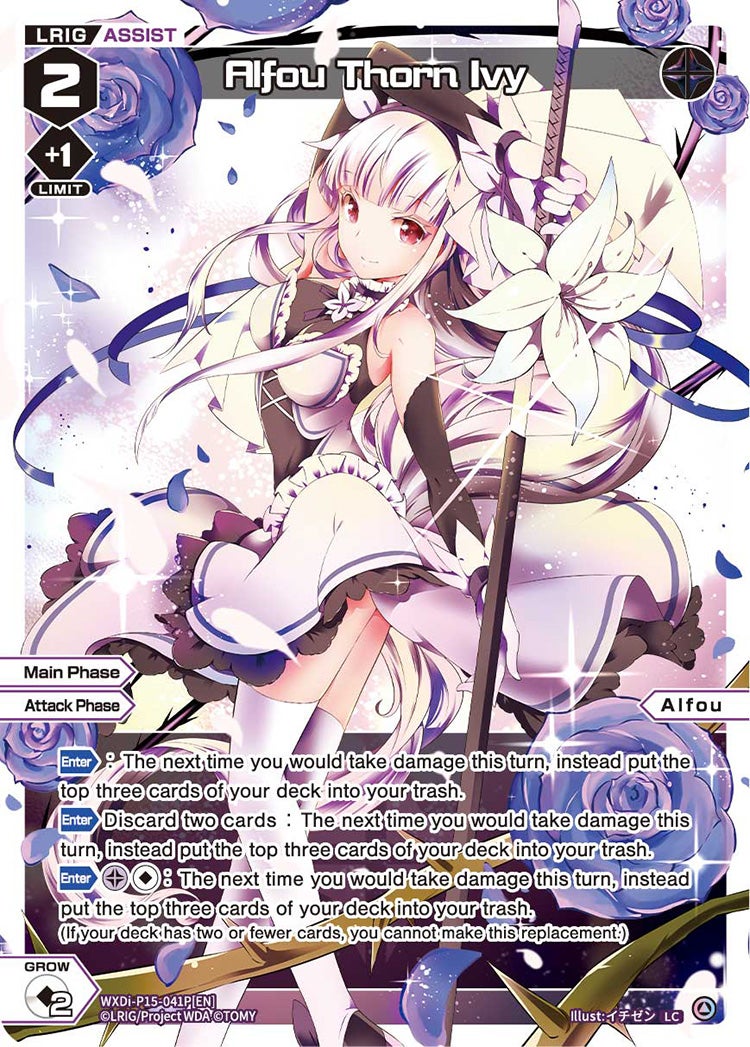 LRIG ASSIST
2
Alfou Thorn Ivy
+1
LIMIT
Main Phase
Attack Phase
Alfou
Enter : The next time you would take damage this turn, instead put the
top three cards of your deck into your trash.
Enter Discard two cards : The next time you would take damage this
turn, instead put the top three cards of your deck into your trash.
Enter : The next time you would take damage this turn, instead
put the top three cards of your deck into your trash.
(If your deck has two or fewer cards, you cannot make this replacement.)
GROW
2
WXDi-P15-041P[EN]
©LRIG/Project WDA ©TOMY
Illust:イチゼン LC